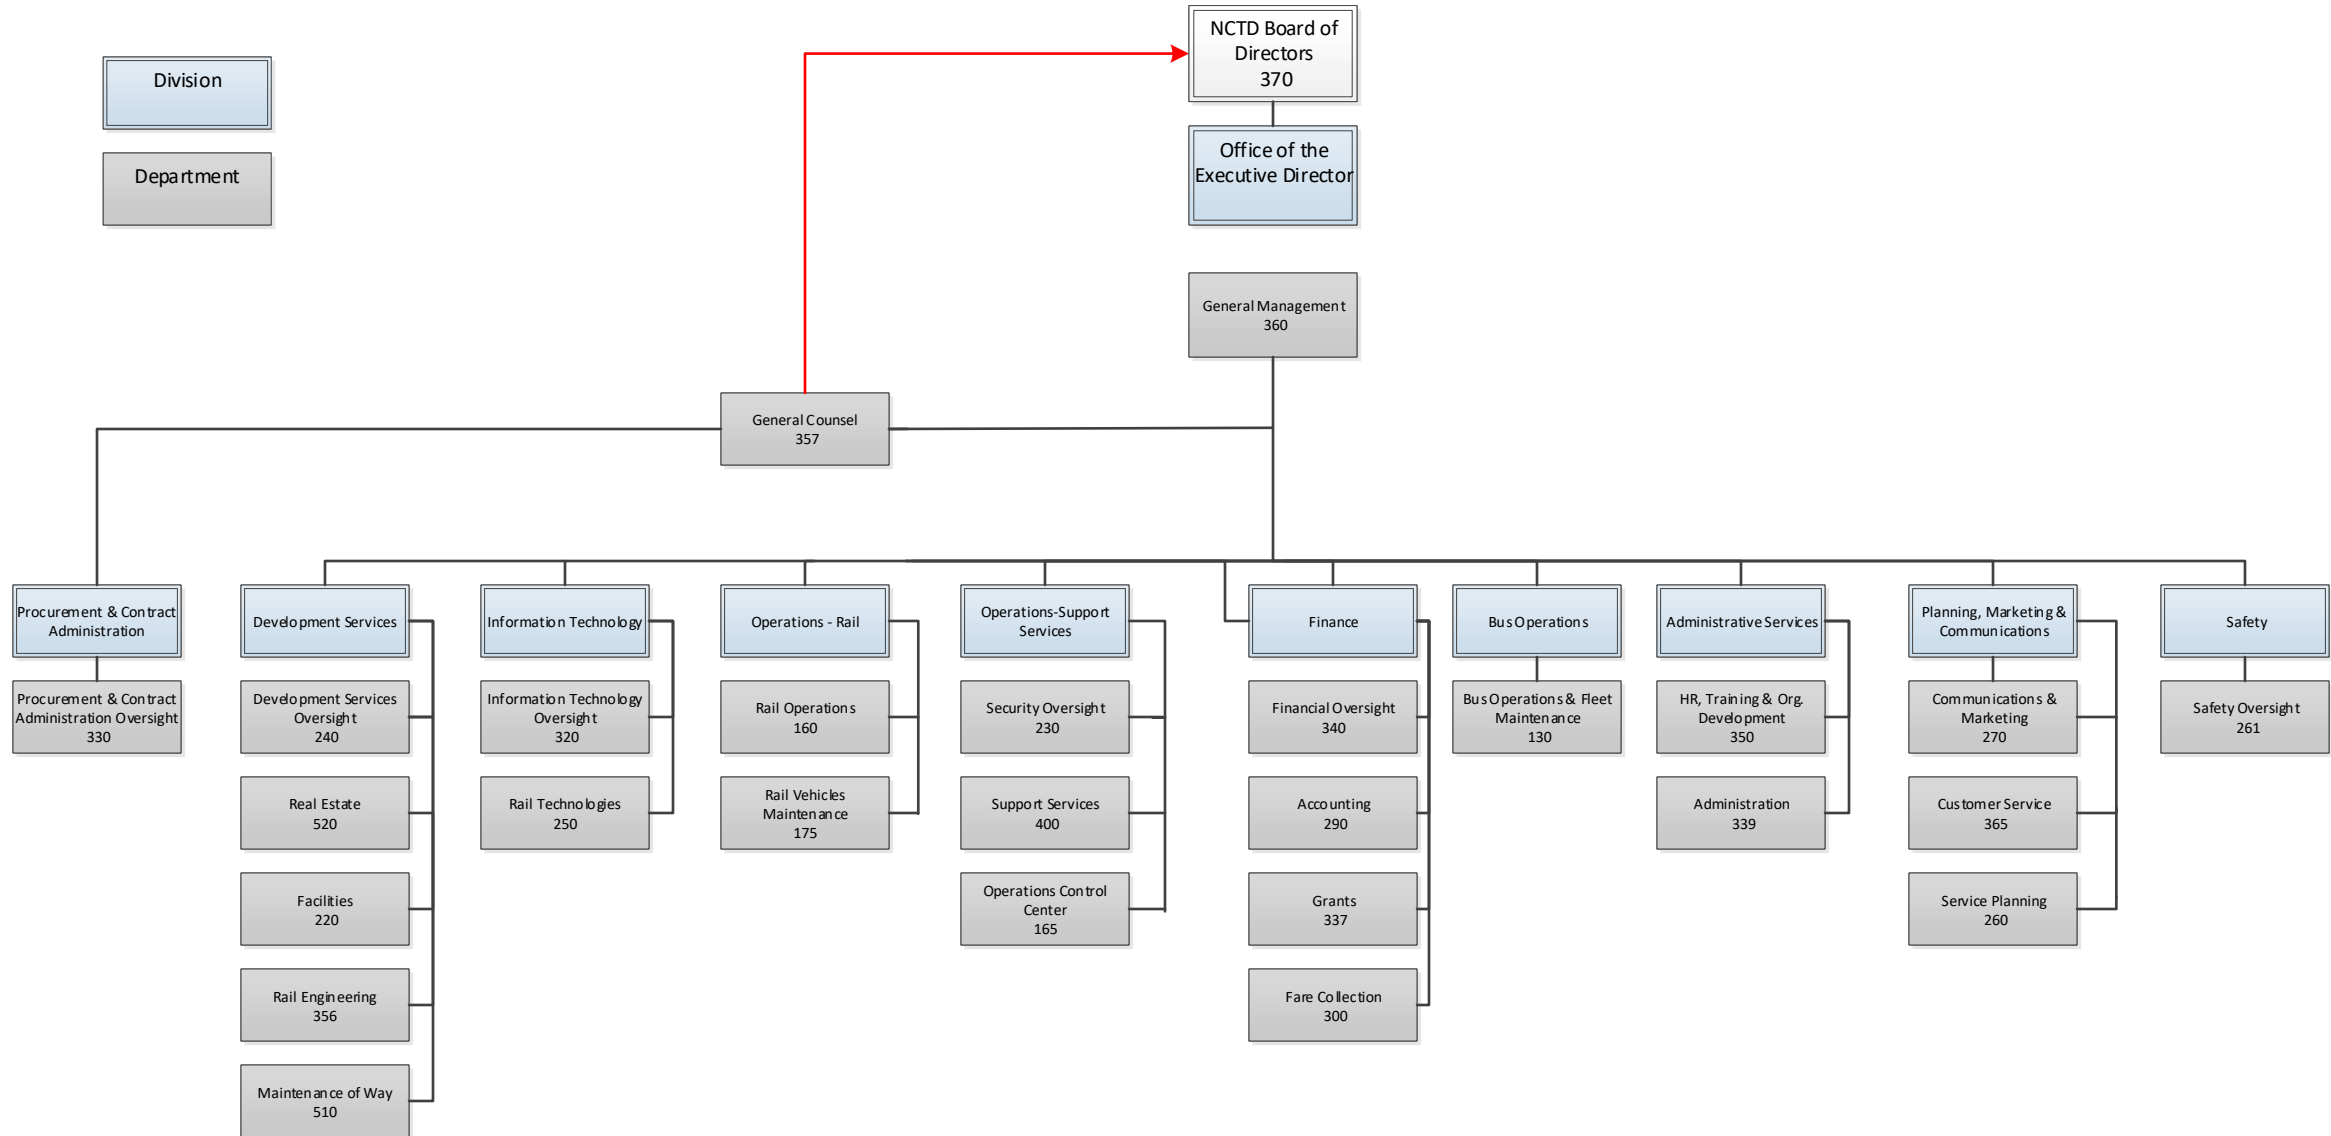 NCTD Board of
Directors
370
Division
Department
Office of the
Executive Director
General Management
360
General Counsel
357
Procurement & Contract
Administration
Procurement & Contract
Administration Oversight
330
Development Services
Development Services
Oversight
240
Real Estate
520
Facilities
220
Rail Engineering
356
Maintenance of Way
510
Information Technology
Information Technology
Oversight
320
Rail Technologies
250
Operations - Rail
Rail Operations
160
Rail Vehicles
Maintenance
175
Operations-Support
Services
Security Oversight
230
Support Services
400
Operations Control
Center
165
Finance
Financial Oversight
340
Accounting
290
Grants
337
Fare Collection
300
Bus Operations
Bus Operations & Fleet
Maintenance
130
Administrative Services
HR, Training & Org.
Development
350
Administration
339
Planning, Marketing &
Communications
Communications &
Marketing
270
Customer Service
365
Service Planning
260
Safety
Safety Oversight
261